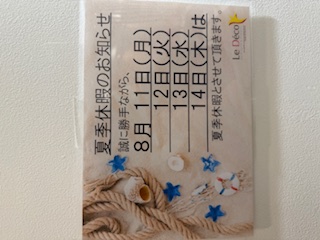 夏季休暇のお知らせ
誠に勝手ながら、
8月 11日(月)
12日(火)
13日(水)
14日(木)は
夏季休暇とさせて頂きます。
Le Déco